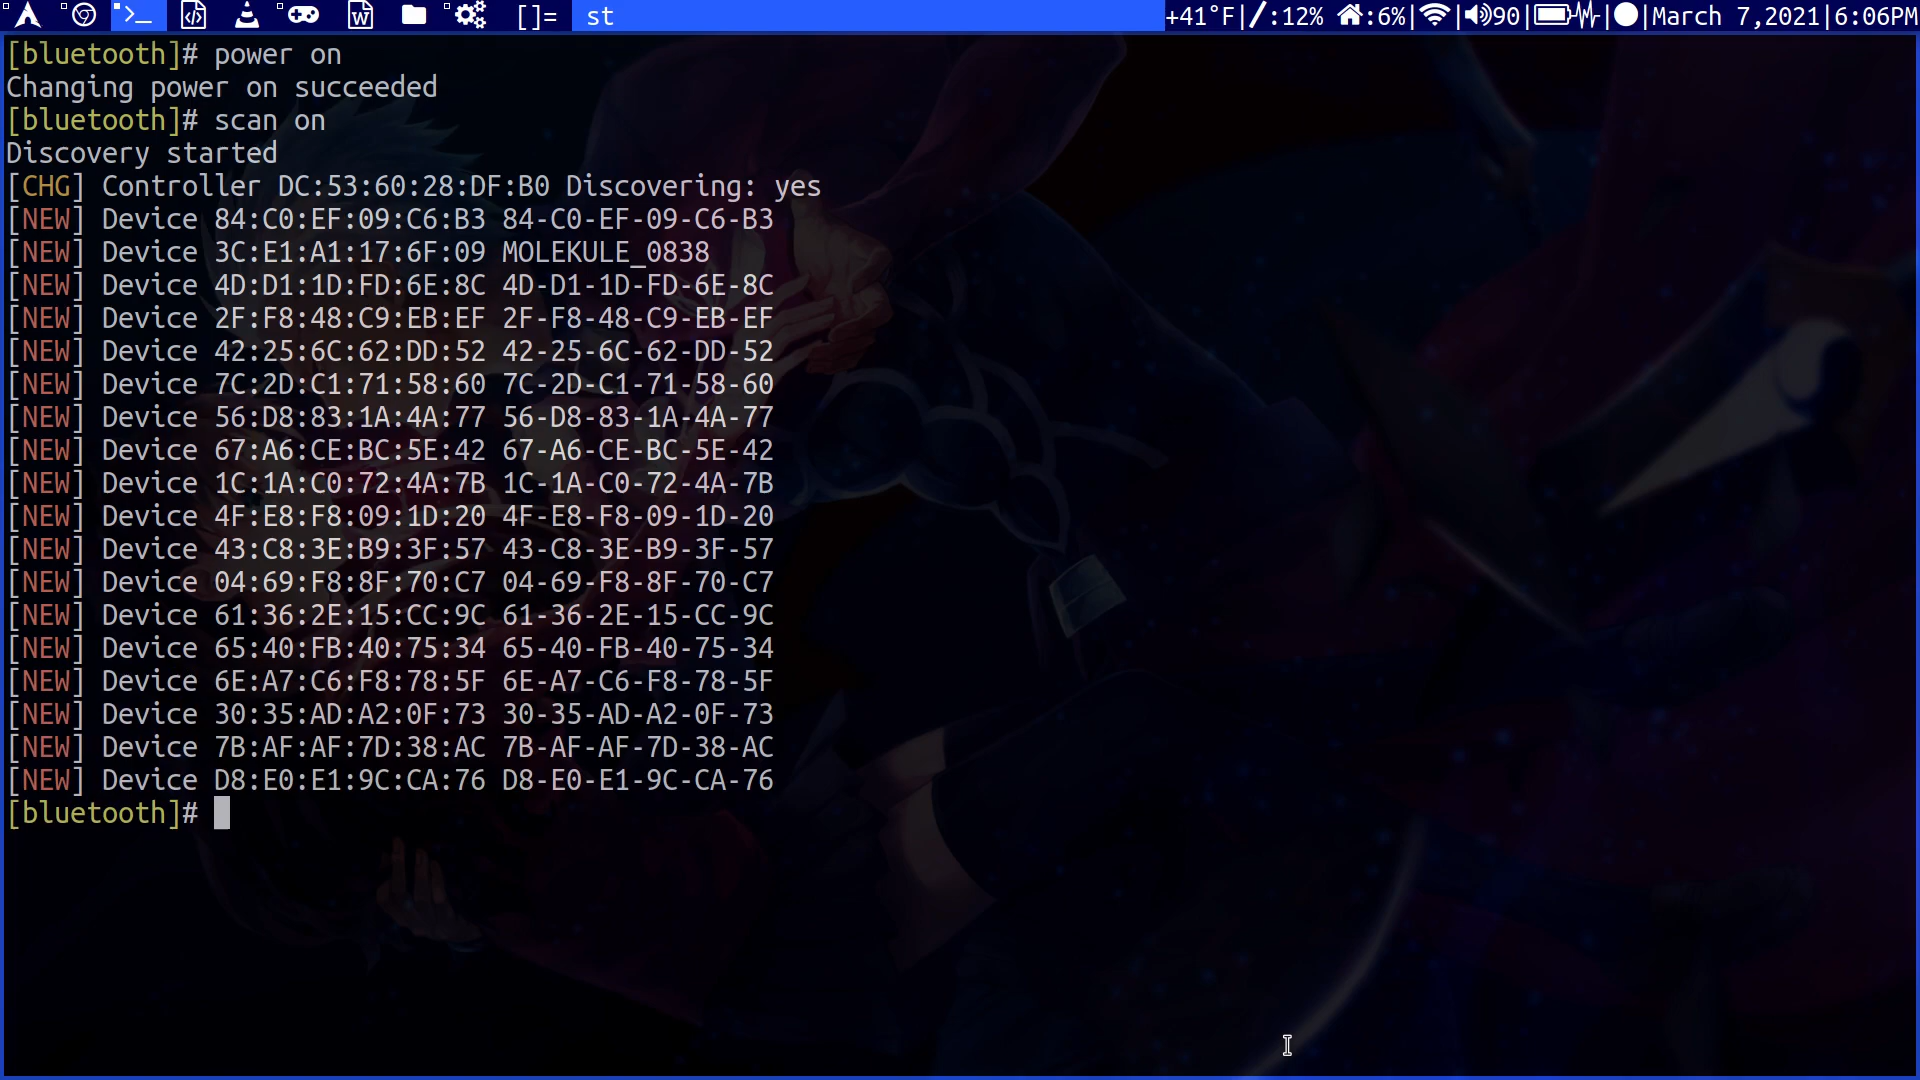 []= st +41°F|/:12% :6%| | 90| | |March 7,2021|6:06PM
[bluetooth]# power on
Changing power on succeeded
[bluetooth]# scan on
Discovery started
[CHG] Controller DC:53:60:28:DF:B0 Discovering: yes
[NEW] Device 84:C0:EF:09:C6:B3 84-C0-EF-09-C6-B3
[NEW] Device 3C:E1:A1:17:6F:09 MOLEKULE_0838
[NEW] Device 4D:D1:1D:FD:6E:8C 4D-D1-1D-FD-6E-8C
[NEW] Device 2F:F8:48:C9:EB:EF 2F-F8-48-C9-EB-EF
[NEW] Device 42:25:6C:62:DD:52 42-25-6C-62-DD-52
[NEW] Device 7C:2D:C1:71:58:60 7C-2D-C1-71-58-60
[NEW] Device 56:D8:83:1A:4A:77 56-D8-83-1A-4A-77
[NEW] Device 67:A6:CE:BC:5E:42 67-A6-CE-BC-5E-42
[NEW] Device 1C:1A:C0:72:4A:7B 1C-1A-C0-72-4A-7B
[NEW] Device 4F:E8:F8:09:1D:20 4F-E8-F8-09-1D-20
[NEW] Device 43:C8:3E:B9:3F:57 43-C8-3E-B9-3F-57
[NEW] Device 04:69:F8:8F:70:C7 04-69-F8-8F-70-C7
[NEW] Device 61:36:2E:15:CC:9C 61-36-2E-15-CC-9C
[NEW] Device 65:40:FB:40:75:34 65-40-FB-40-75-34
[NEW] Device 6E:A7:C6:F8:78:5F 6E-A7-C6-F8-78-5F
[NEW] Device 30:35:AD:A2:0F:73 30-35-AD-A2-0F-73
[NEW] Device 7B:AF:AF:7D:38:AC 7B-AF-AF-7D-38-AC
[NEW] Device D8:E0:E1:9C:CA:76 D8-E0-E1-9C-CA-76
[bluetooth]#